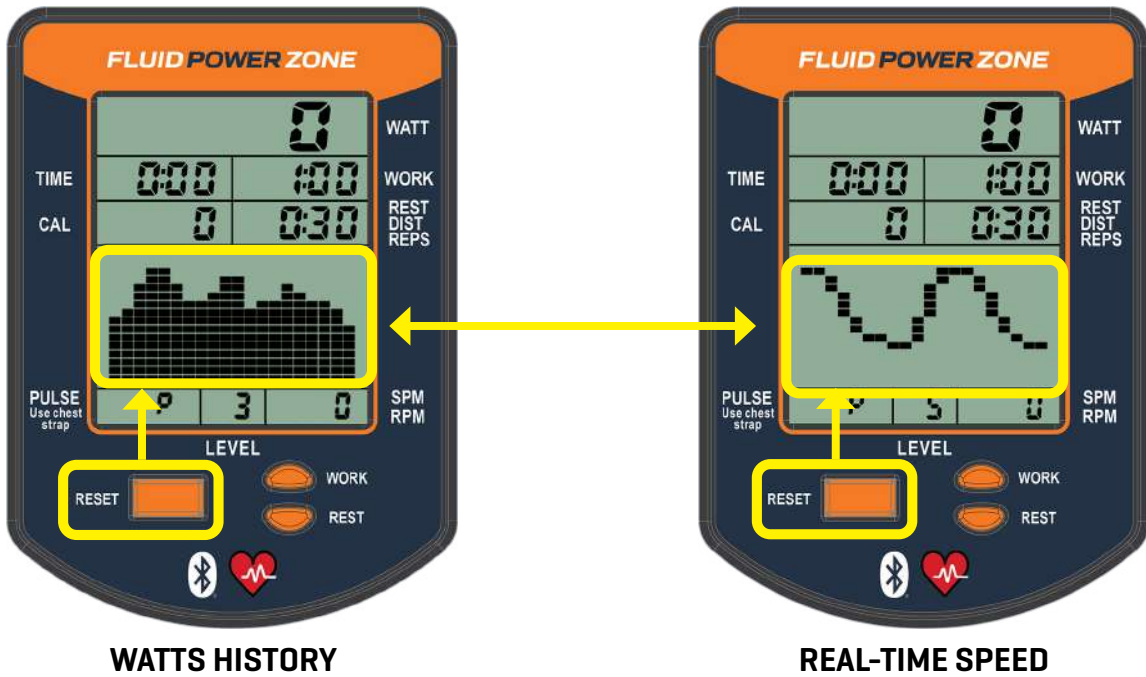 FLUID POWER ZONE
0 WATT
TIME 0:00 1:00 WORK
CAL 0 0:30 REST
DIST
REPS
PULSE
Use chest
strap
P 3 0 SPM
RPM
LEVEL
RESET
WORK
REST
WATTS HISTORY
FLUID POWER ZONE
0 WATT
TIME 0:00 1:00 WORK
CAL 0 0:30 REST
DIST
REPS
PULSE
Use chest
strap
P 5 0 SPM
RPM
LEVEL
RESET
WORK
REST
REAL-TIME SPEED